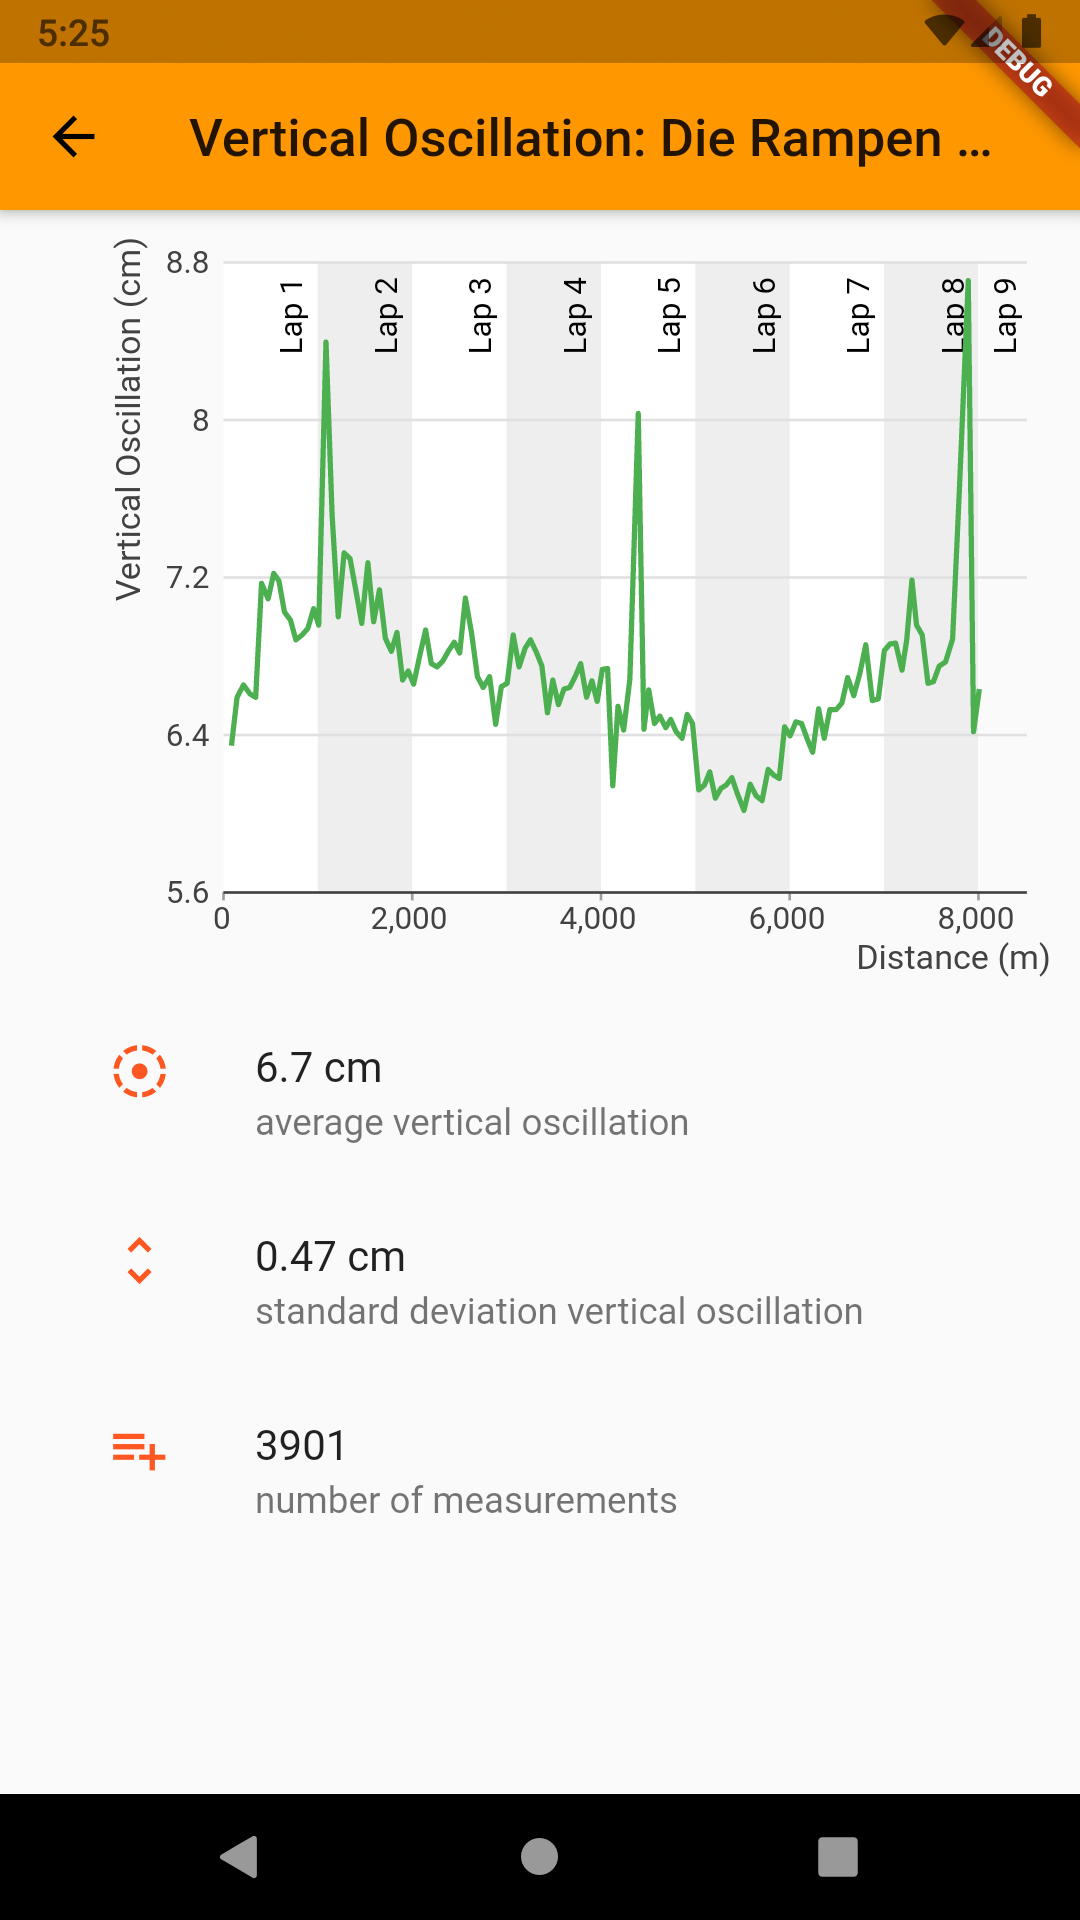 5:25
DEBUG
Vertical Oscillation: Die Rampen ...
Vertical Oscillation (cm)
8.8
8
7.2
6.4
5.6
Lap 1
Lap 2
Lap 3
Lap 4
Lap 5
Lap 6
Lap 7
Lap 8
Lap 9
0
2,000
4,000
6,000
8,000
Distance (m)
6.7 cm
average vertical oscillation
0.47 cm
standard deviation vertical oscillation
3901
number of measurements